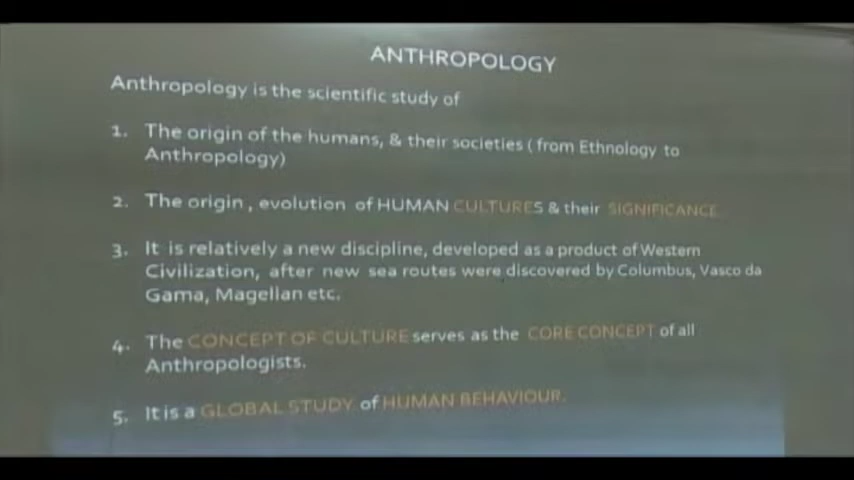 ANTHROPOLOGY
Anthropology is the scientific study of
1. The origin of the humans, & their societies ( from Ethnology to
Anthropology)
2. The origin , evolution of HUMAN CULTURES & their SIGNIFICANCE
3. It is relatively a new discipline, developed as a product of Western
Civilization, after new sea routes were discovered by Columbus, Vasco da
Gama, Magellan etc.
4. The CONCEPT OF CULTURE serves as the CORE CONCEPT of all
Anthropologists.
5. It is a GLOBAL STUDY of HUMAN BEHAVIOUR.